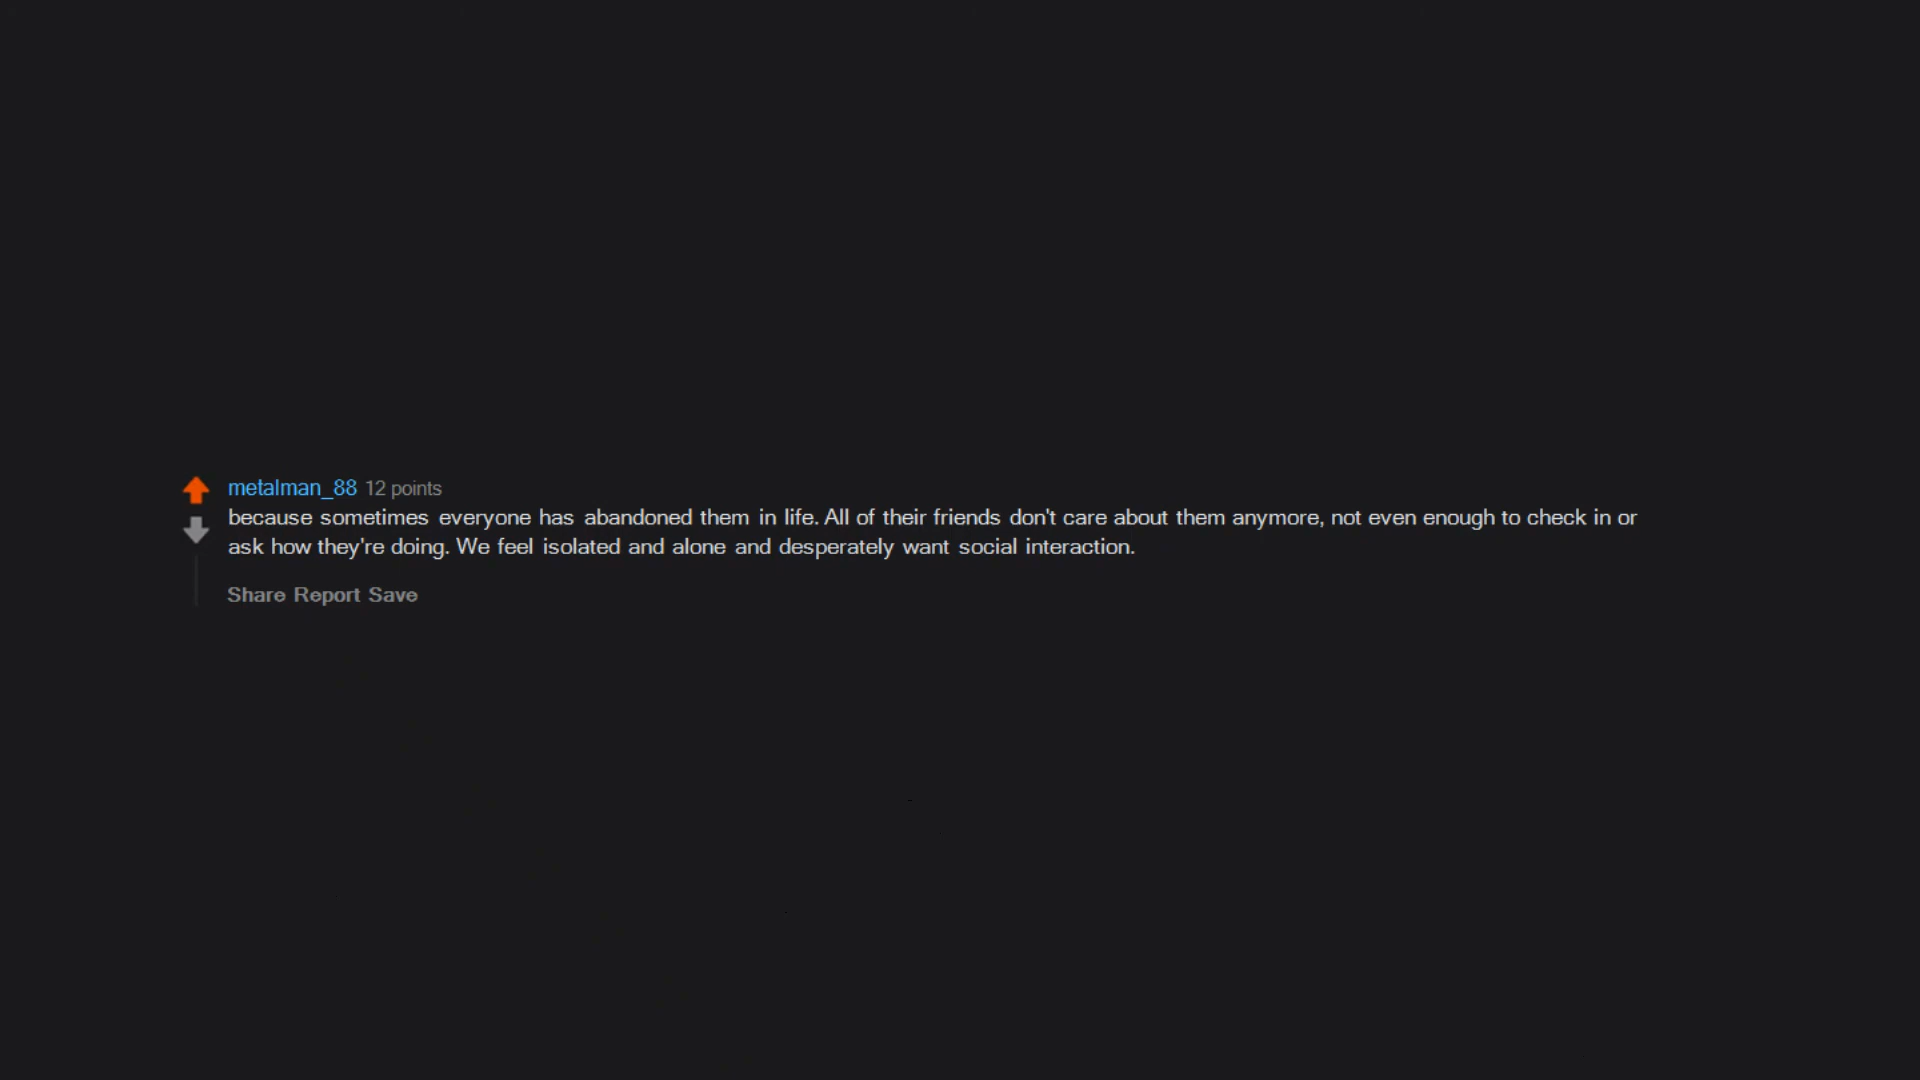 metalman_88 12 points
because sometimes everyone has abandoned them in life. All of their friends don't care about them anymore, not even enough to check in or
ask how they're doing. We feel isolated and alone and desperately want social interaction.
Share Report Save